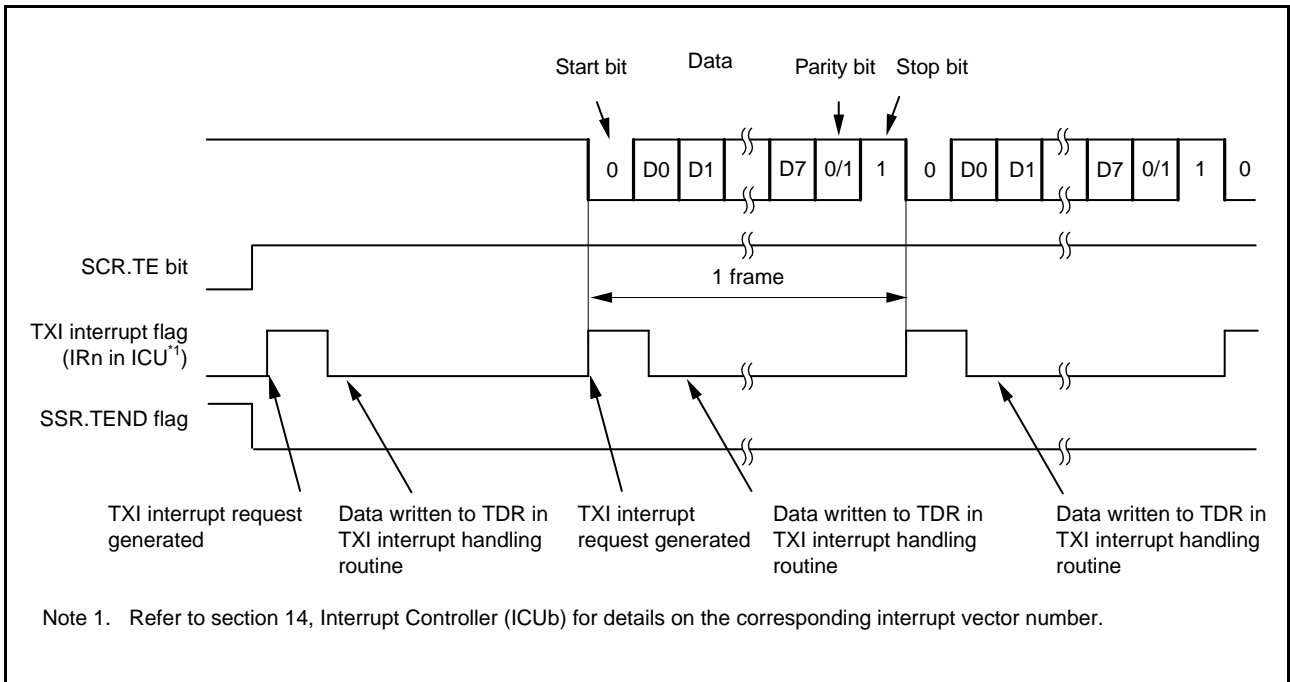 Start bit Data Parity bit Stop bit
0 D0 D1 D7 0/1 1 0 D0 D1 D7 0/1 1 0
SCR.TE bit
1 frame
TXI interrupt flag
(IRn in ICU*1)
SSR.TEND flag
TXI interrupt request
generated
Data written to TDR in
TXI interrupt handling
routine
TXI interrupt
request generated
Data written to TDR in
TXI interrupt handling
routine
Data written to TDR in
TXI interrupt handling
routine
Note 1. Refer to section 14, Interrupt Controller (ICUb) for details on the corresponding interrupt vector number.